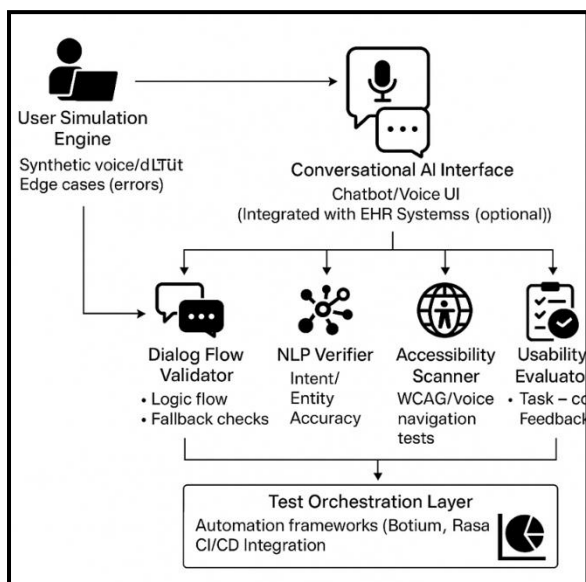 User Simulation
Engine
Synthetic
Edge cases (errors)
Conversational AI Interface
Chatbot/Voice UI
(Integrated with EHR Systemss (optional))
Dialog Flow
Validator
• Logic flow
• Fallback checks
NLP Verifier
Intent/
Entity
Accuracy
Accessibility
Scanner
WCAG/Voice
navigation
tests
Usability
Evaluato
• Task – co
Feedback
Test Orchestration Layer
Automation frameworks (Botium, Rasa
CI/CD Integration